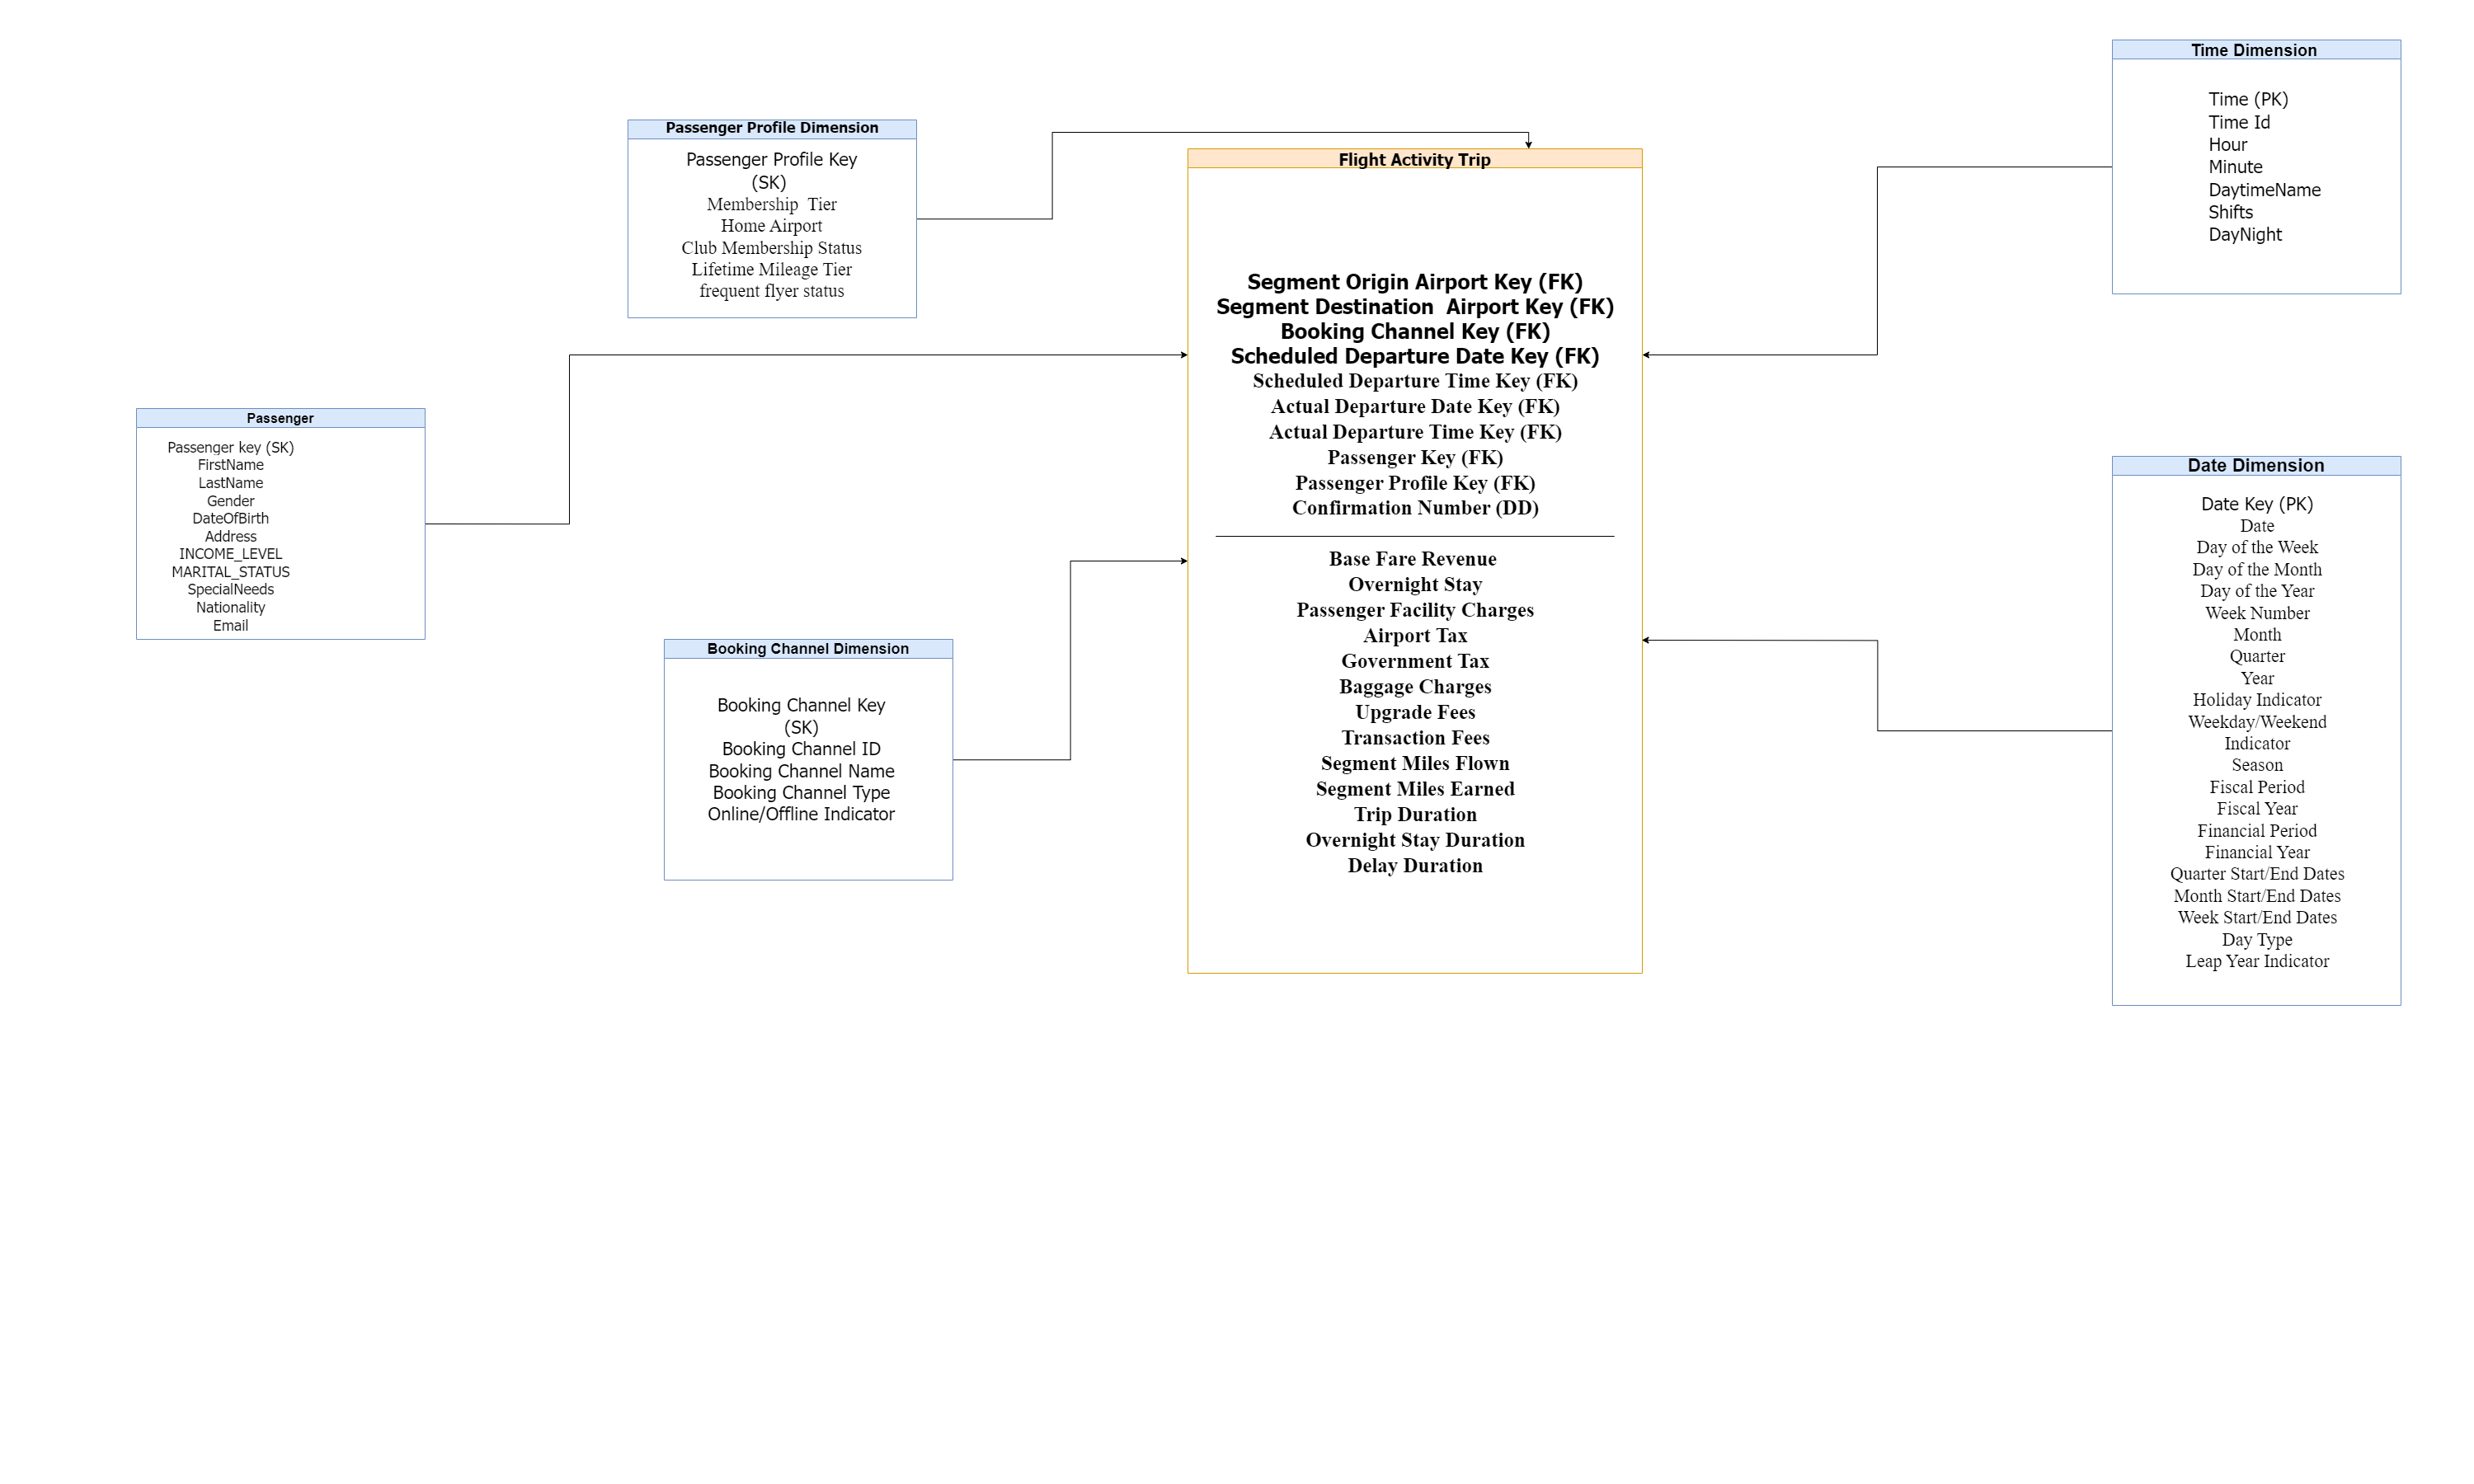 Time Dimension
Time (PK)
Time Id
Hour
Minute
DaytimeName
Shifts
DayNight
Passenger Profile Dimension
Passenger Profile Key
(SK)
Membership  Tier
Home Airport
Club Membership Status
Lifetime Mileage Tier
frequent flyer status
Flight Activity Trip
Segment Origin Airport Key (FK)
Segment Destination  Airport Key (FK)
Booking Channel Key (FK)
Scheduled Departure Date Key (FK)
Scheduled Departure Time Key (FK)
Actual Departure Date Key (FK)
Actual Departure Time Key (FK)
Passenger Key (FK)
Passenger Profile Key (FK)
Confirmation Number (DD)
Base Fare Revenue
Overnight Stay
Passenger Facility Charges
Airport Tax
Government Tax
Baggage Charges
Upgrade Fees
Transaction Fees
Segment Miles Flown
Segment Miles Earned
Trip Duration
Overnight Stay Duration
Delay Duration
Passenger
Passenger key (SK)
FirstName
LastName
Gender
DateOfBirth
Address
INCOME_LEVEL
MARITAL_STATUS
SpecialNeeds
Nationality
Email
Date Dimension
Date Key (PK)
Date
Day of the Week
Day of the Month
Day of the Year
Week Number
Month
Quarter
Year
Holiday Indicator
Weekday/Weekend
Indicator
Season
Fiscal Period
Fiscal Year
Financial Period
Financial Year
Quarter Start/End Dates
Month Start/End Dates
Week Start/End Dates
Day Type
Leap Year Indicator
Booking Channel Dimension
Booking Channel Key
(SK)
Booking Channel ID
Booking Channel Name
Booking Channel Type
Online/Offline Indicator